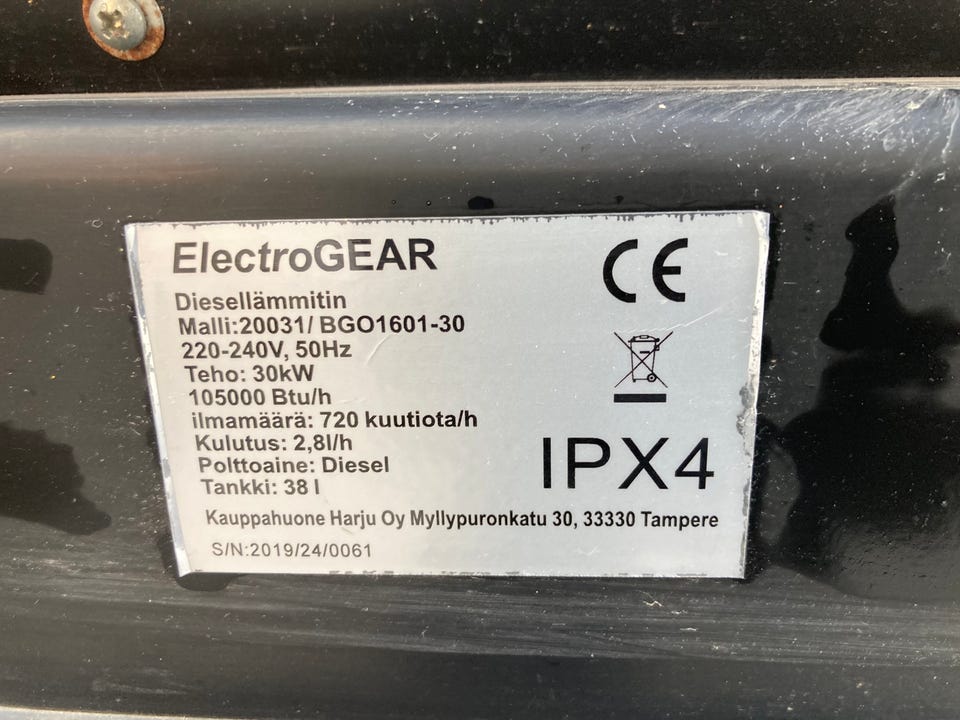 ElectroGEAR
CE
Diesellämmitin
Malli:20031/ BGO1601-30
220-240V, 50Hz
Teho: 30kW
105000 Btu/h
ilmamäärä: 720 kuutiota/h
Kulutus: 2,8l/h
Polttoaine: Diesel
Tankki: 38 l
IPX4
Kauppahuone Harju Oy Myllypuronkatu 30, 33330 Tampere
S/N:2019/24/0061